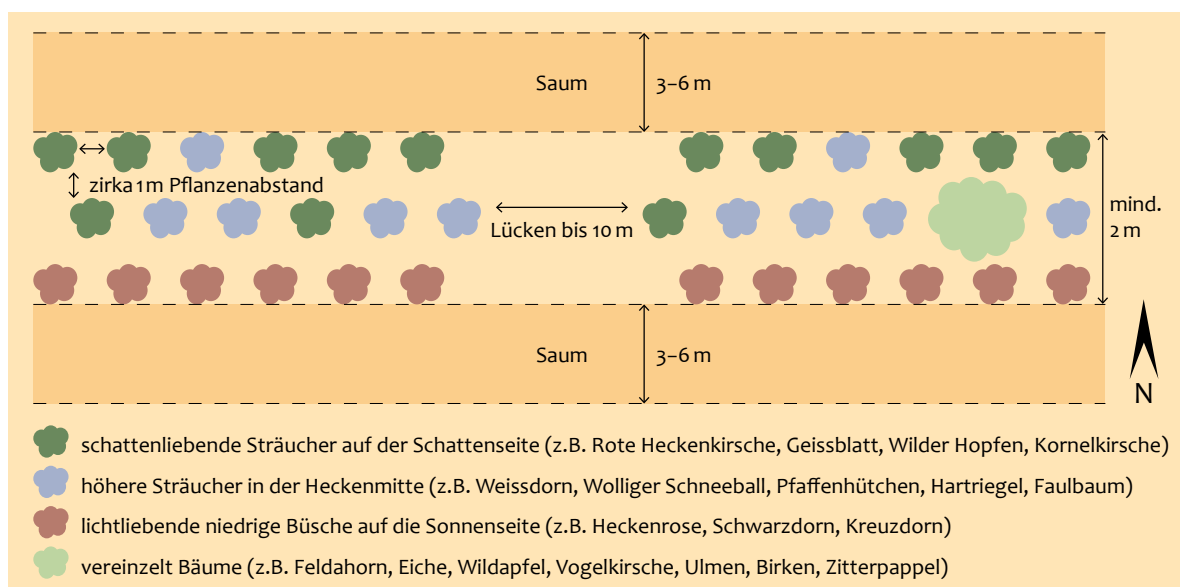 Saum
3–6 m
zirka 1 m Pflanzenabstand
Lücken bis 10 m
mind.
2 m
Saum
3–6 m
N
schattenliebende Sträucher auf der Schattenseite (z.B. Rote Heckenkirsche, Geissblatt, Wilder Hopfen, Kornelkirsche)
höhere Sträucher in der Heckenmitte (z.B. Weissdorn, Wolliger Schneeball, Pfaffenhütchen, Hartriegel, Faulbaum)
lichtliebende niedrige Büsche auf die Sonnenseite (z.B. Heckenrose, Schwarzdorn, Kreuzdorn)
vereinzelt Bäume (z.B. Feldahorn, Eiche, Wildapfel, Vogelkirsche, Ulmen, Birken, Zitterpappel)